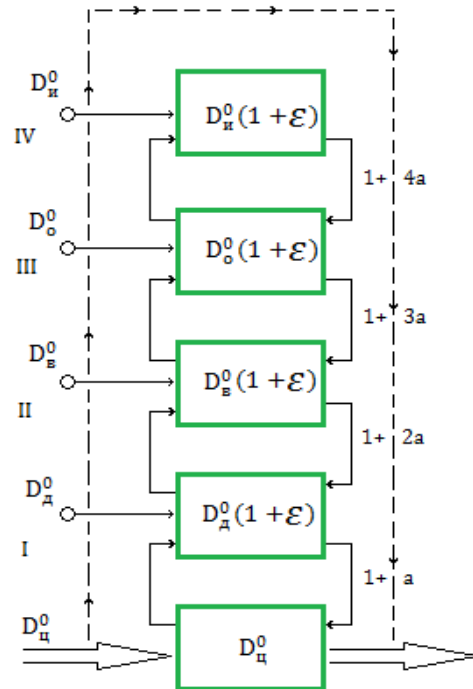 D⁰и
D⁰и(1 + ε)
IV
1+ 4a
D⁰о
D⁰о(1 + ε)
III
1+ 3a
D⁰в
D⁰в(1 + ε)
II
1+ 2a
D⁰д
D⁰д(1 + ε)
I
1+ a
D⁰ц
D⁰ц